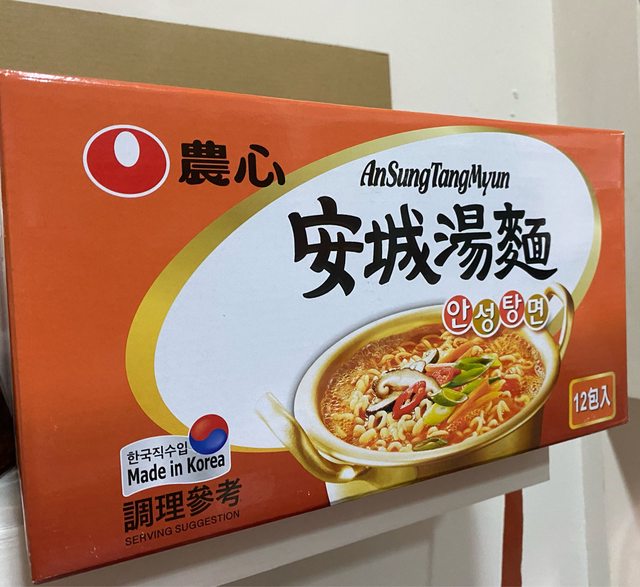 農心
AnSungTangMyun
安城湯麵
안성탕면
12包入
한국직수입
Made in Korea
調理參考
SERVING SUGGESTION